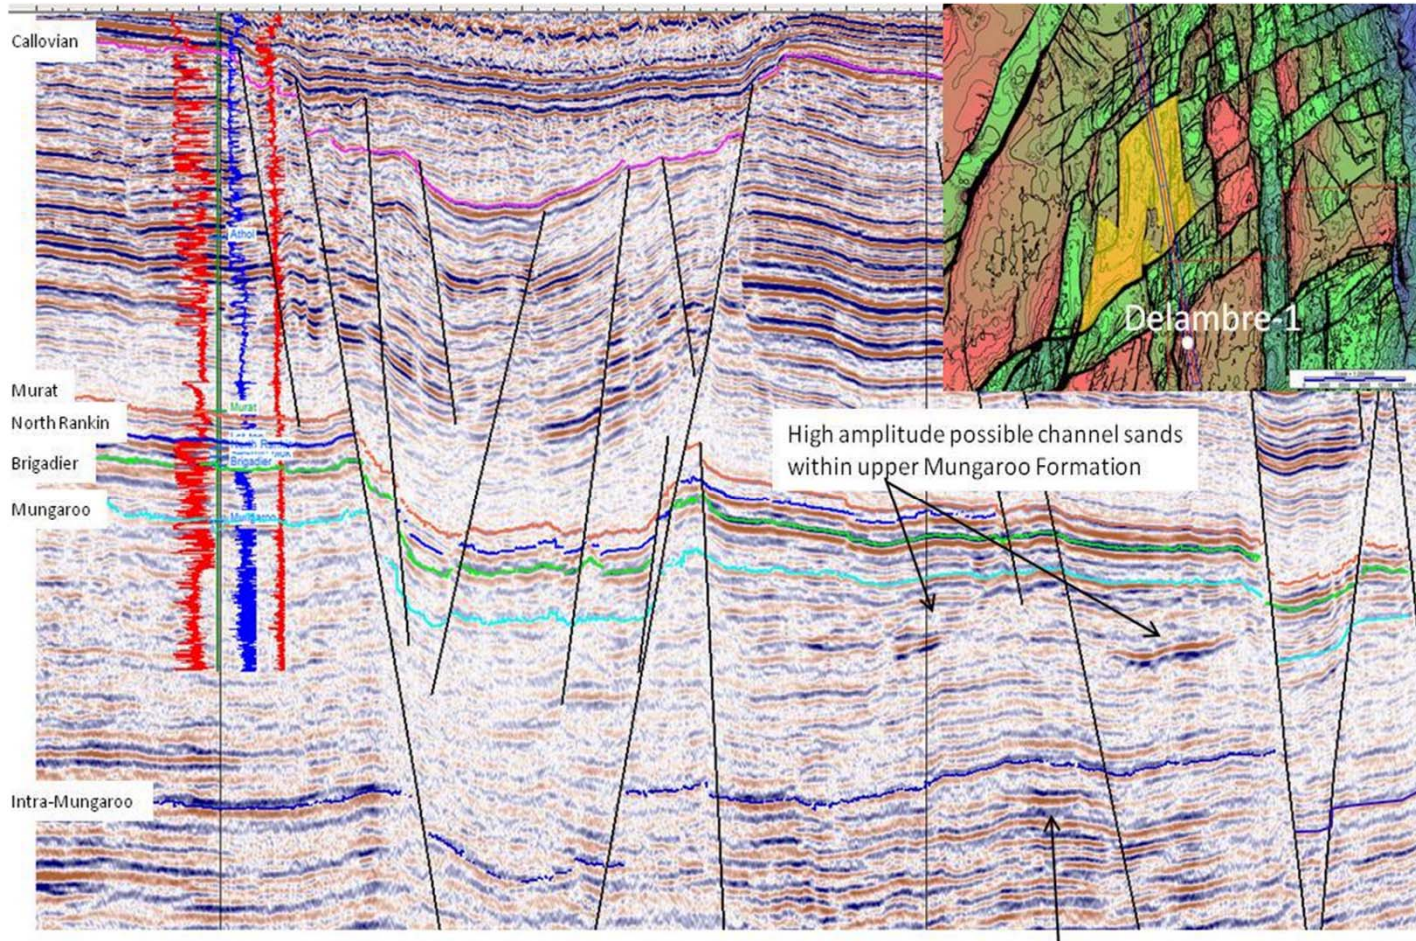 Callovian
Athol
Murat
Murat
North Rankin
Brigadier
Brigadier
Mungaroo
Mungaroo
Intra-Mungaroo
Delambre-1
High amplitude possible channel sands
within upper Mungaroo Formation